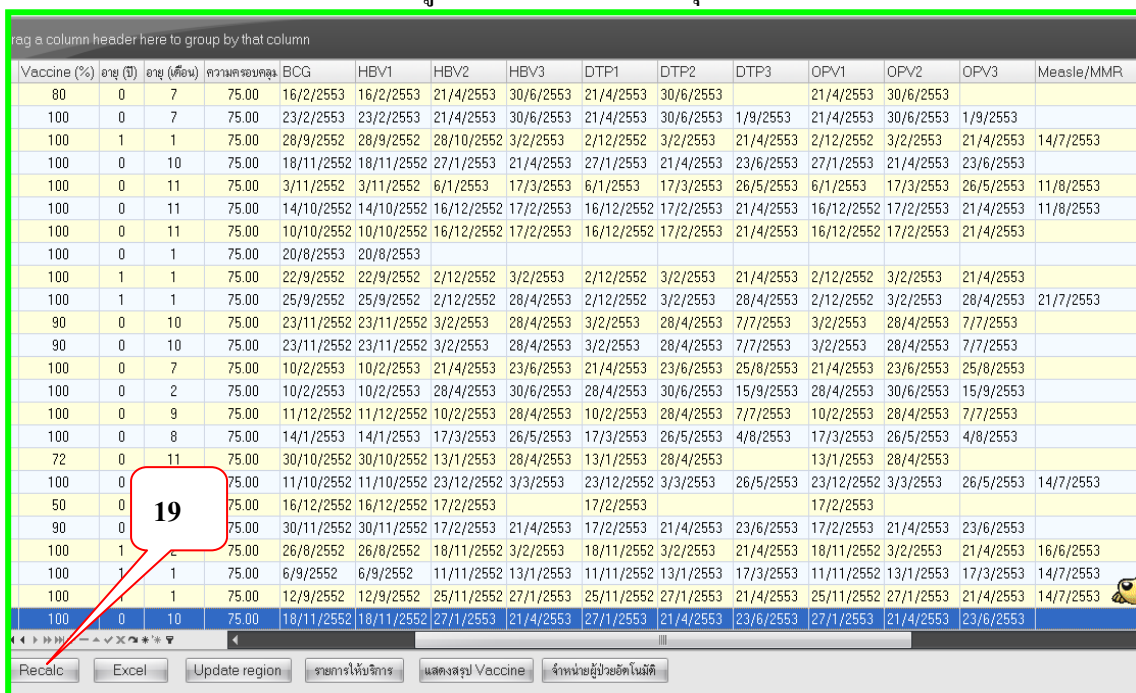 rag a column header here to group by that column
Vaccine (%) อายุ (ปี) อายุ (เดือน) ความครอบคลุม BCG HBV1 HBV2 HBV3 DTP1 DTP2 DTP3 OPV1 OPV2 OPV3 Measle/MMR
80 0 7 75.00 16/2/2553 16/2/2553 21/4/2553 30/6/2553 21/4/2553 30/6/2553 21/4/2553 30/6/2553
100 0 7 75.00 23/2/2553 23/2/2553 21/4/2553 30/6/2553 21/4/2553 30/6/2553 1/9/2553 21/4/2553 30/6/2553 1/9/2553
100 1 1 75.00 28/9/2552 28/9/2552 28/10/2552 3/2/2553 2/12/2552 3/2/2553 21/4/2553 2/12/2552 3/2/2553 21/4/2553 14/7/2553
100 0 10 75.00 18/11/2552 18/11/2552 27/1/2553 21/4/2553 27/1/2553 21/4/2553 23/6/2553 27/1/2553 21/4/2553 23/6/2553
100 0 11 75.00 3/11/2552 3/11/2552 6/1/2553 17/3/2553 6/1/2553 17/3/2553 26/5/2553 6/1/2553 17/3/2553 26/5/2553 11/8/2553
100 0 11 75.00 14/10/2552 14/10/2552 16/12/2552 17/2/2553 16/12/2552 17/2/2553 21/4/2553 16/12/2552 17/2/2553 21/4/2553 11/8/2553
100 0 11 75.00 10/10/2552 10/10/2552 16/12/2552 17/2/2553 16/12/2552 17/2/2553 21/4/2553 16/12/2552 17/2/2553 21/4/2553
100 0 1 75.00 20/8/2553 20/8/2553
100 1 1 75.00 22/9/2552 22/9/2552 2/12/2552 3/2/2553 2/12/2552 3/2/2553 21/4/2553 2/12/2552 3/2/2553 21/4/2553
100 1 1 75.00 25/9/2552 25/9/2552 2/12/2552 28/4/2553 2/12/2552 3/2/2553 28/4/2553 2/12/2552 3/2/2553 28/4/2553 21/7/2553
90 0 10 75.00 23/11/2552 23/11/2552 3/2/2553 28/4/2553 3/2/2553 28/4/2553 7/7/2553 3/2/2553 28/4/2553 7/7/2553
90 0 10 75.00 23/11/2552 23/11/2552 3/2/2553 28/4/2553 3/2/2553 28/4/2553 7/7/2553 3/2/2553 28/4/2553 7/7/2553
100 0 7 75.00 10/2/2553 10/2/2553 21/4/2553 23/6/2553 21/4/2553 23/6/2553 25/8/2553 21/4/2553 23/6/2553 25/8/2553
100 0 2 75.00 10/2/2553 10/2/2553 28/4/2553 30/6/2553 28/4/2553 30/6/2553 15/9/2553 28/4/2553 30/6/2553 15/9/2553
100 0 9 75.00 11/12/2552 11/12/2552 10/2/2553 28/4/2553 10/2/2553 28/4/2553 7/7/2553 10/2/2553 28/4/2553 7/7/2553
100 0 8 75.00 14/1/2553 14/1/2553 17/3/2553 26/5/2553 17/3/2553 26/5/2553 4/8/2553 17/3/2553 26/5/2553 4/8/2553
72 0 11 75.00 30/10/2552 30/10/2552 13/1/2553 28/4/2553 13/1/2553 28/4/2553 13/1/2553 28/4/2553
100 0 75.00 11/10/2552 11/10/2552 23/12/2552 3/3/2553 23/12/2552 3/3/2553 26/5/2553 23/12/2552 3/3/2553 26/5/2553 14/7/2553
50 0 75.00 16/12/2552 16/12/2552 17/2/2553 17/2/2553 17/2/2553
19
90 0 75.00 30/11/2552 30/11/2552 17/2/2553 21/4/2553 17/2/2553 21/4/2553 23/6/2553 17/2/2553 21/4/2553 23/6/2553
100 1 2 75.00 26/8/2552 26/8/2552 18/11/2552 3/2/2553 18/11/2552 3/2/2553 21/4/2553 18/11/2552 3/2/2553 21/4/2553 16/6/2553
100 1 1 75.00 6/9/2552 6/9/2552 11/11/2552 13/1/2553 11/11/2552 13/1/2553 17/3/2553 11/11/2552 13/1/2553 17/3/2553 14/7/2553
100 1 1 75.00 12/9/2552 12/9/2552 25/11/2552 27/1/2553 25/11/2552 27/1/2553 21/4/2553 25/11/2552 27/1/2553 21/4/2553 14/7/2553
100 0 10 75.00 18/11/2552 18/11/2552 27/1/2553 21/4/2553 27/1/2553 21/4/2553 23/6/2553 27/1/2553 21/4/2553 23/6/2553
Recalc Excel Update region รายการให้บริการ แสดงสรุป Vaccine จำหน่ายผู้ป่วยอัตโนมัติ